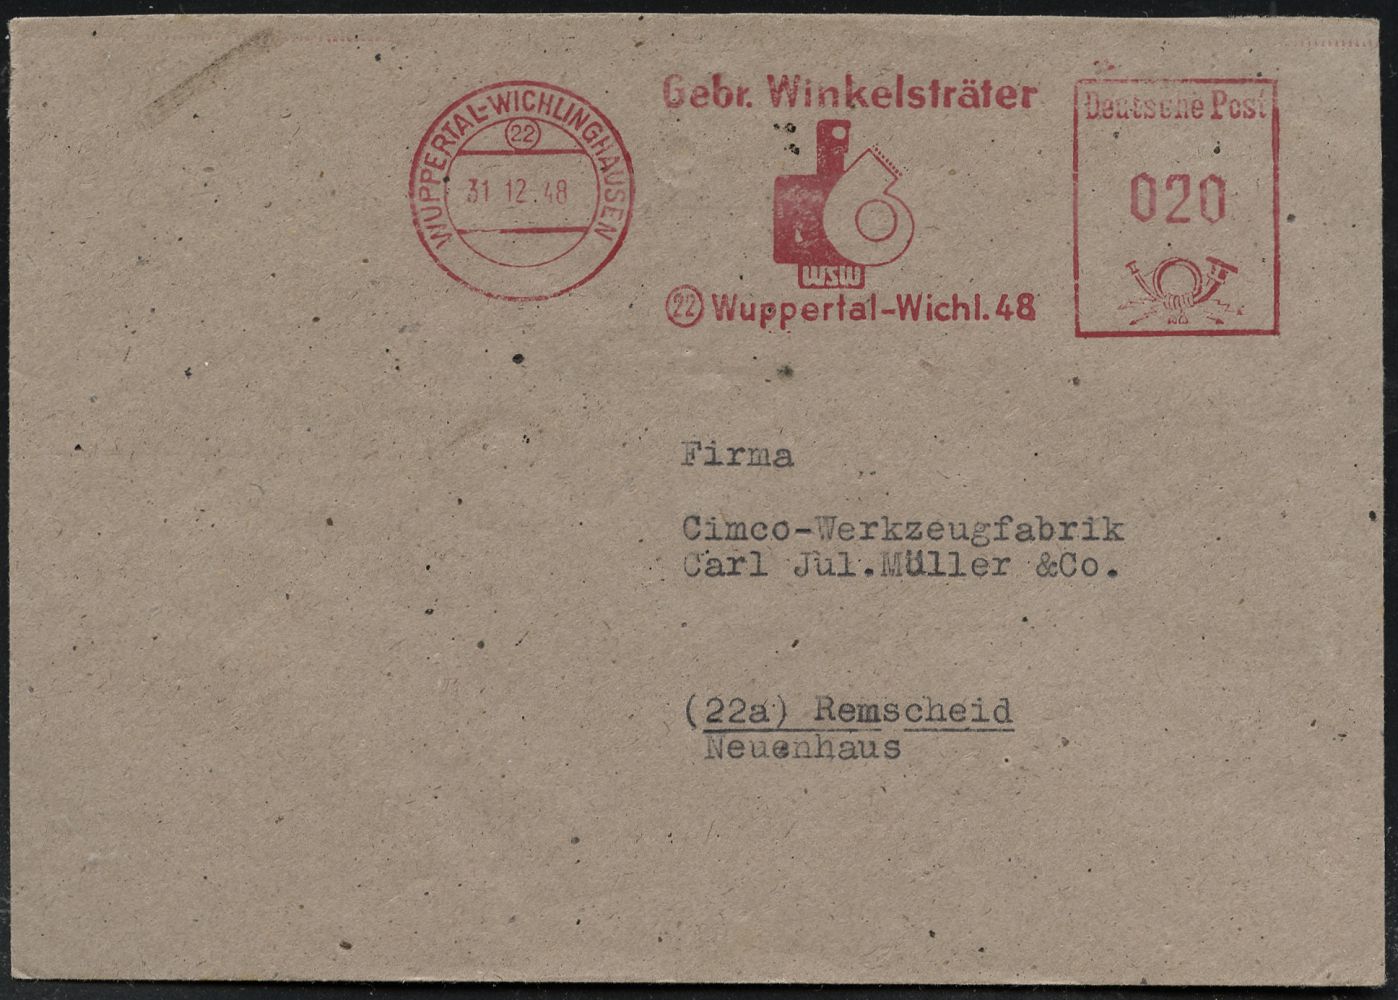 WUPPERTAL-WICHLINGHAUSEN
22
31 12.48
Gebr. Winkelsträter
WSW
22 Wuppertal-Wichl.48
Deutsche Post
020
Firma
Cimco-Werkzeugfabrik
Carl Jul.Müller &Co.
(22a) Remscheid
Neuenhaus